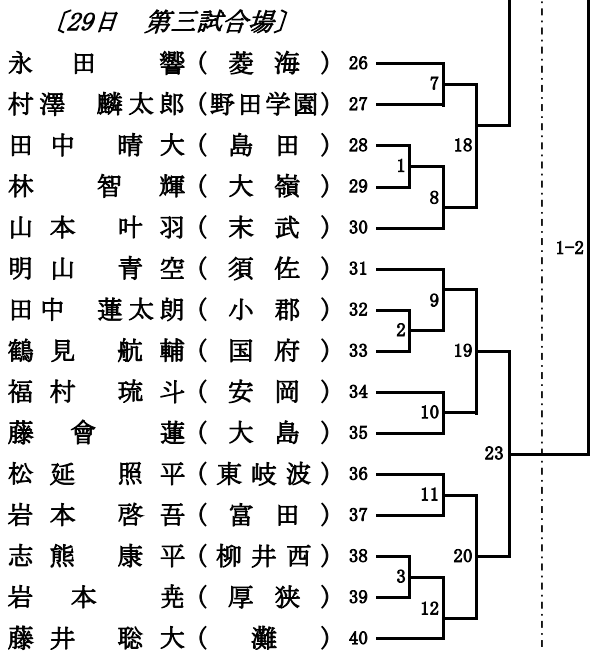 〔29日 第三試合場〕
永田 響(菱海) 26
7
村澤 麟太郎(野田学園) 27
田中 晴大(島田) 28
18
1
林 智輝(大嶺) 29
8
山本 叶羽(末武) 30
1-2
明山 青空(須佐) 31
9
田中 蓮太朗(小郡) 32
2
鶴見 航輔(国府) 33
19
福村 琉斗(安岡) 34
10
藤會 蓮(大島) 35
23
松延 照平(東岐波) 36
11
岩本 啓吾(富田) 37
志熊 康平(柳井西) 38
20
3
岩本 尭(厚狭) 39
12
藤井 聡大(灘) 40